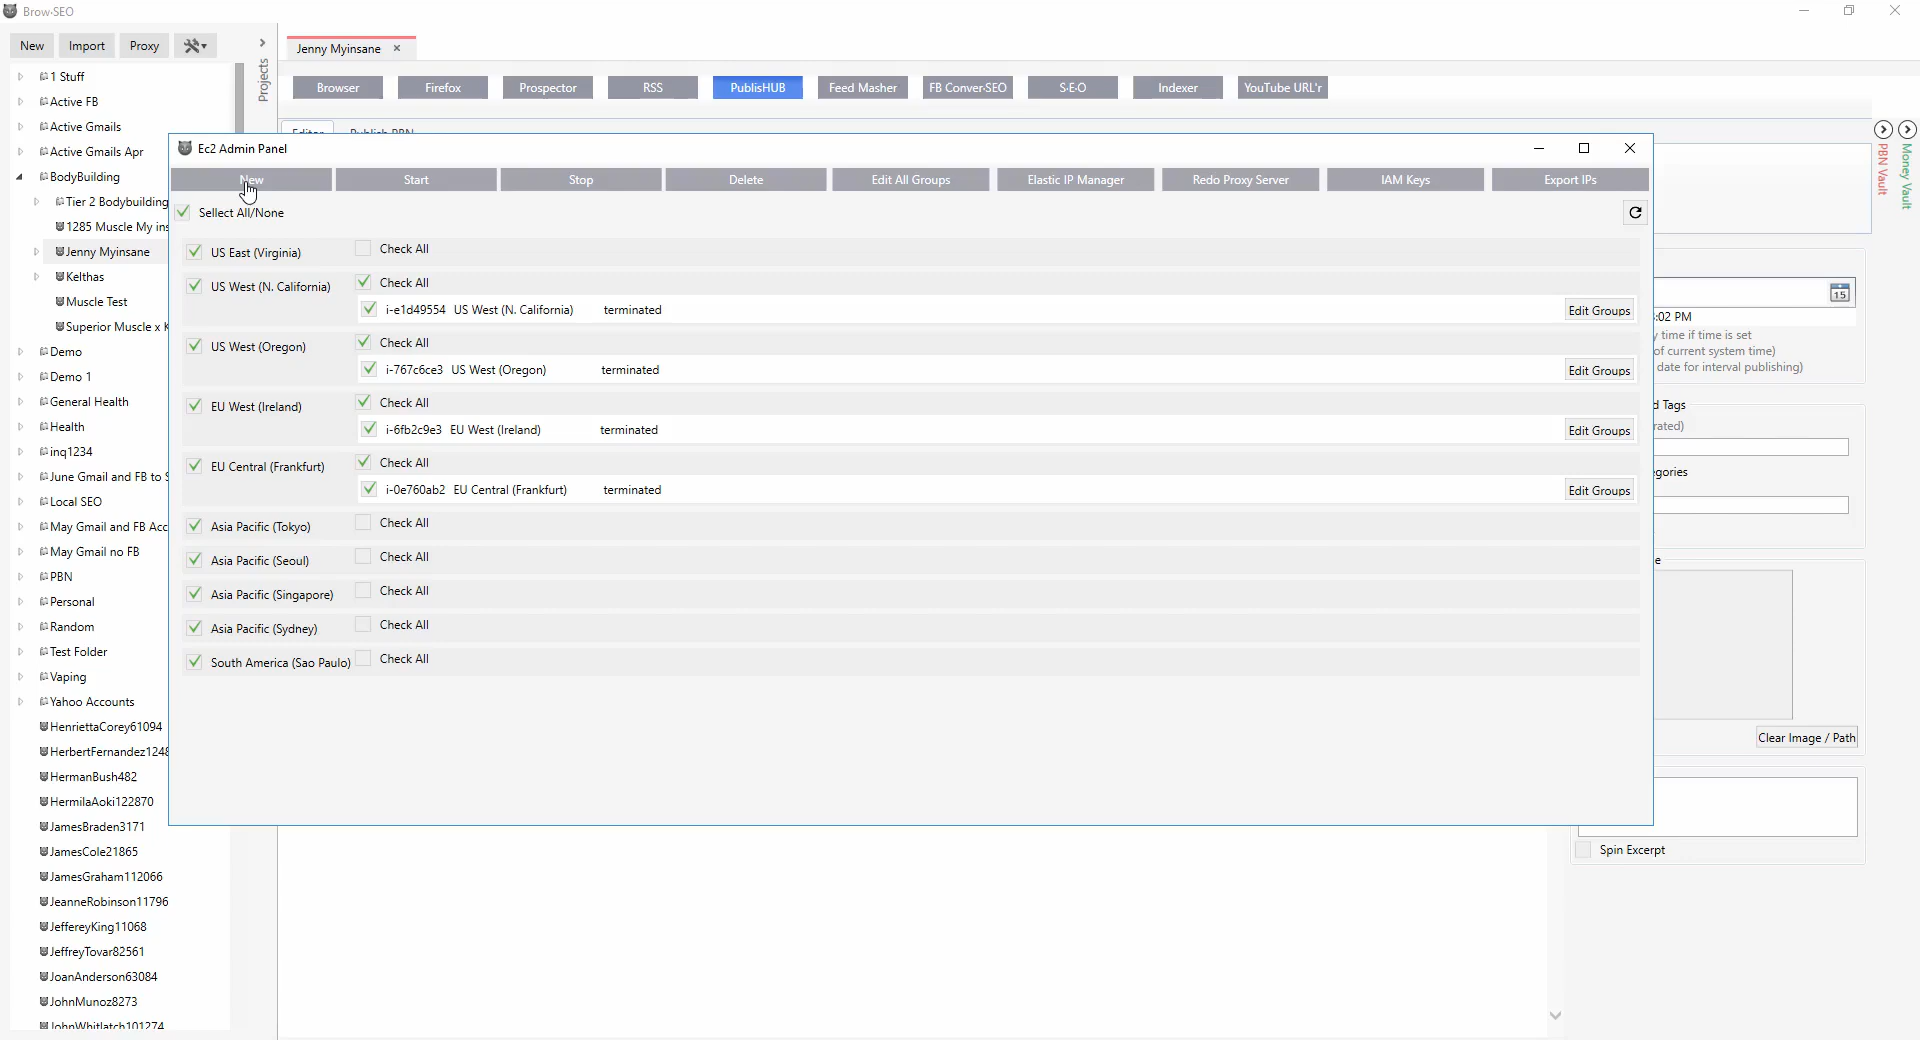 Brow·SEO
New Import Proxy
Projects
1 Stuff
Active FB
Active Gmails
Active Gmails Apr
BodyBuilding
Tier 2 Bodybuilding
1285 Muscle My ins
Jenny Myinsane
Kelthas
Muscle Test
Superior Muscle x K
Demo
Demo 1
General Health
Health
inq1234
June Gmail and FB to S
Local SEO
May Gmail and FB Acc
May Gmail no FB
PBN
Personal
Random
Test Folder
Vaping
Yahoo Accounts
HenriettaCorey61094
HerbertFernandez1248
HermanBush482
HermilaAoki122870
JamesBraden3171
JamesCole21865
JamesGraham112066
JeanneRobinson11796
JeffereyKing11068
JeffreyTovar82561
JoanAnderson63084
JohnMunoz8273
JohnWhitlatch101274
Jenny Myinsane
Browser Firefox Prospector RSS PublisHUB Feed Masher FB Conver·SEO S·E·O Indexer YouTube URL'r
Editor Publish PBN
Ec2 Admin Panel
New Start Stop Delete Edit All Groups Elastic IP Manager Redo Proxy Server IAM Keys Export IPs
Select All/None
US East (Virginia) Check All
US West (N. California) Check All
i-e1d49554 US West (N. California) terminated Edit Groups
US West (Oregon) Check All
i-767c6ce3 US West (Oregon) terminated Edit Groups
EU West (Ireland) Check All
i-6fb2c9e3 EU West (Ireland) terminated Edit Groups
EU Central (Frankfurt) Check All
i-0e760ab2 EU Central (Frankfurt) terminated Edit Groups
Asia Pacific (Tokyo) Check All
Asia Pacific (Seoul) Check All
Asia Pacific (Singapore) Check All
Asia Pacific (Sydney) Check All
South America (Sao Paulo) Check All
PBN Vault
Money Vault
15
:02 PM
y time if time is set
of current system time)
date for interval publishing)
d Tags
rated)
egories
e
Clear Image / Path
Spin Excerpt